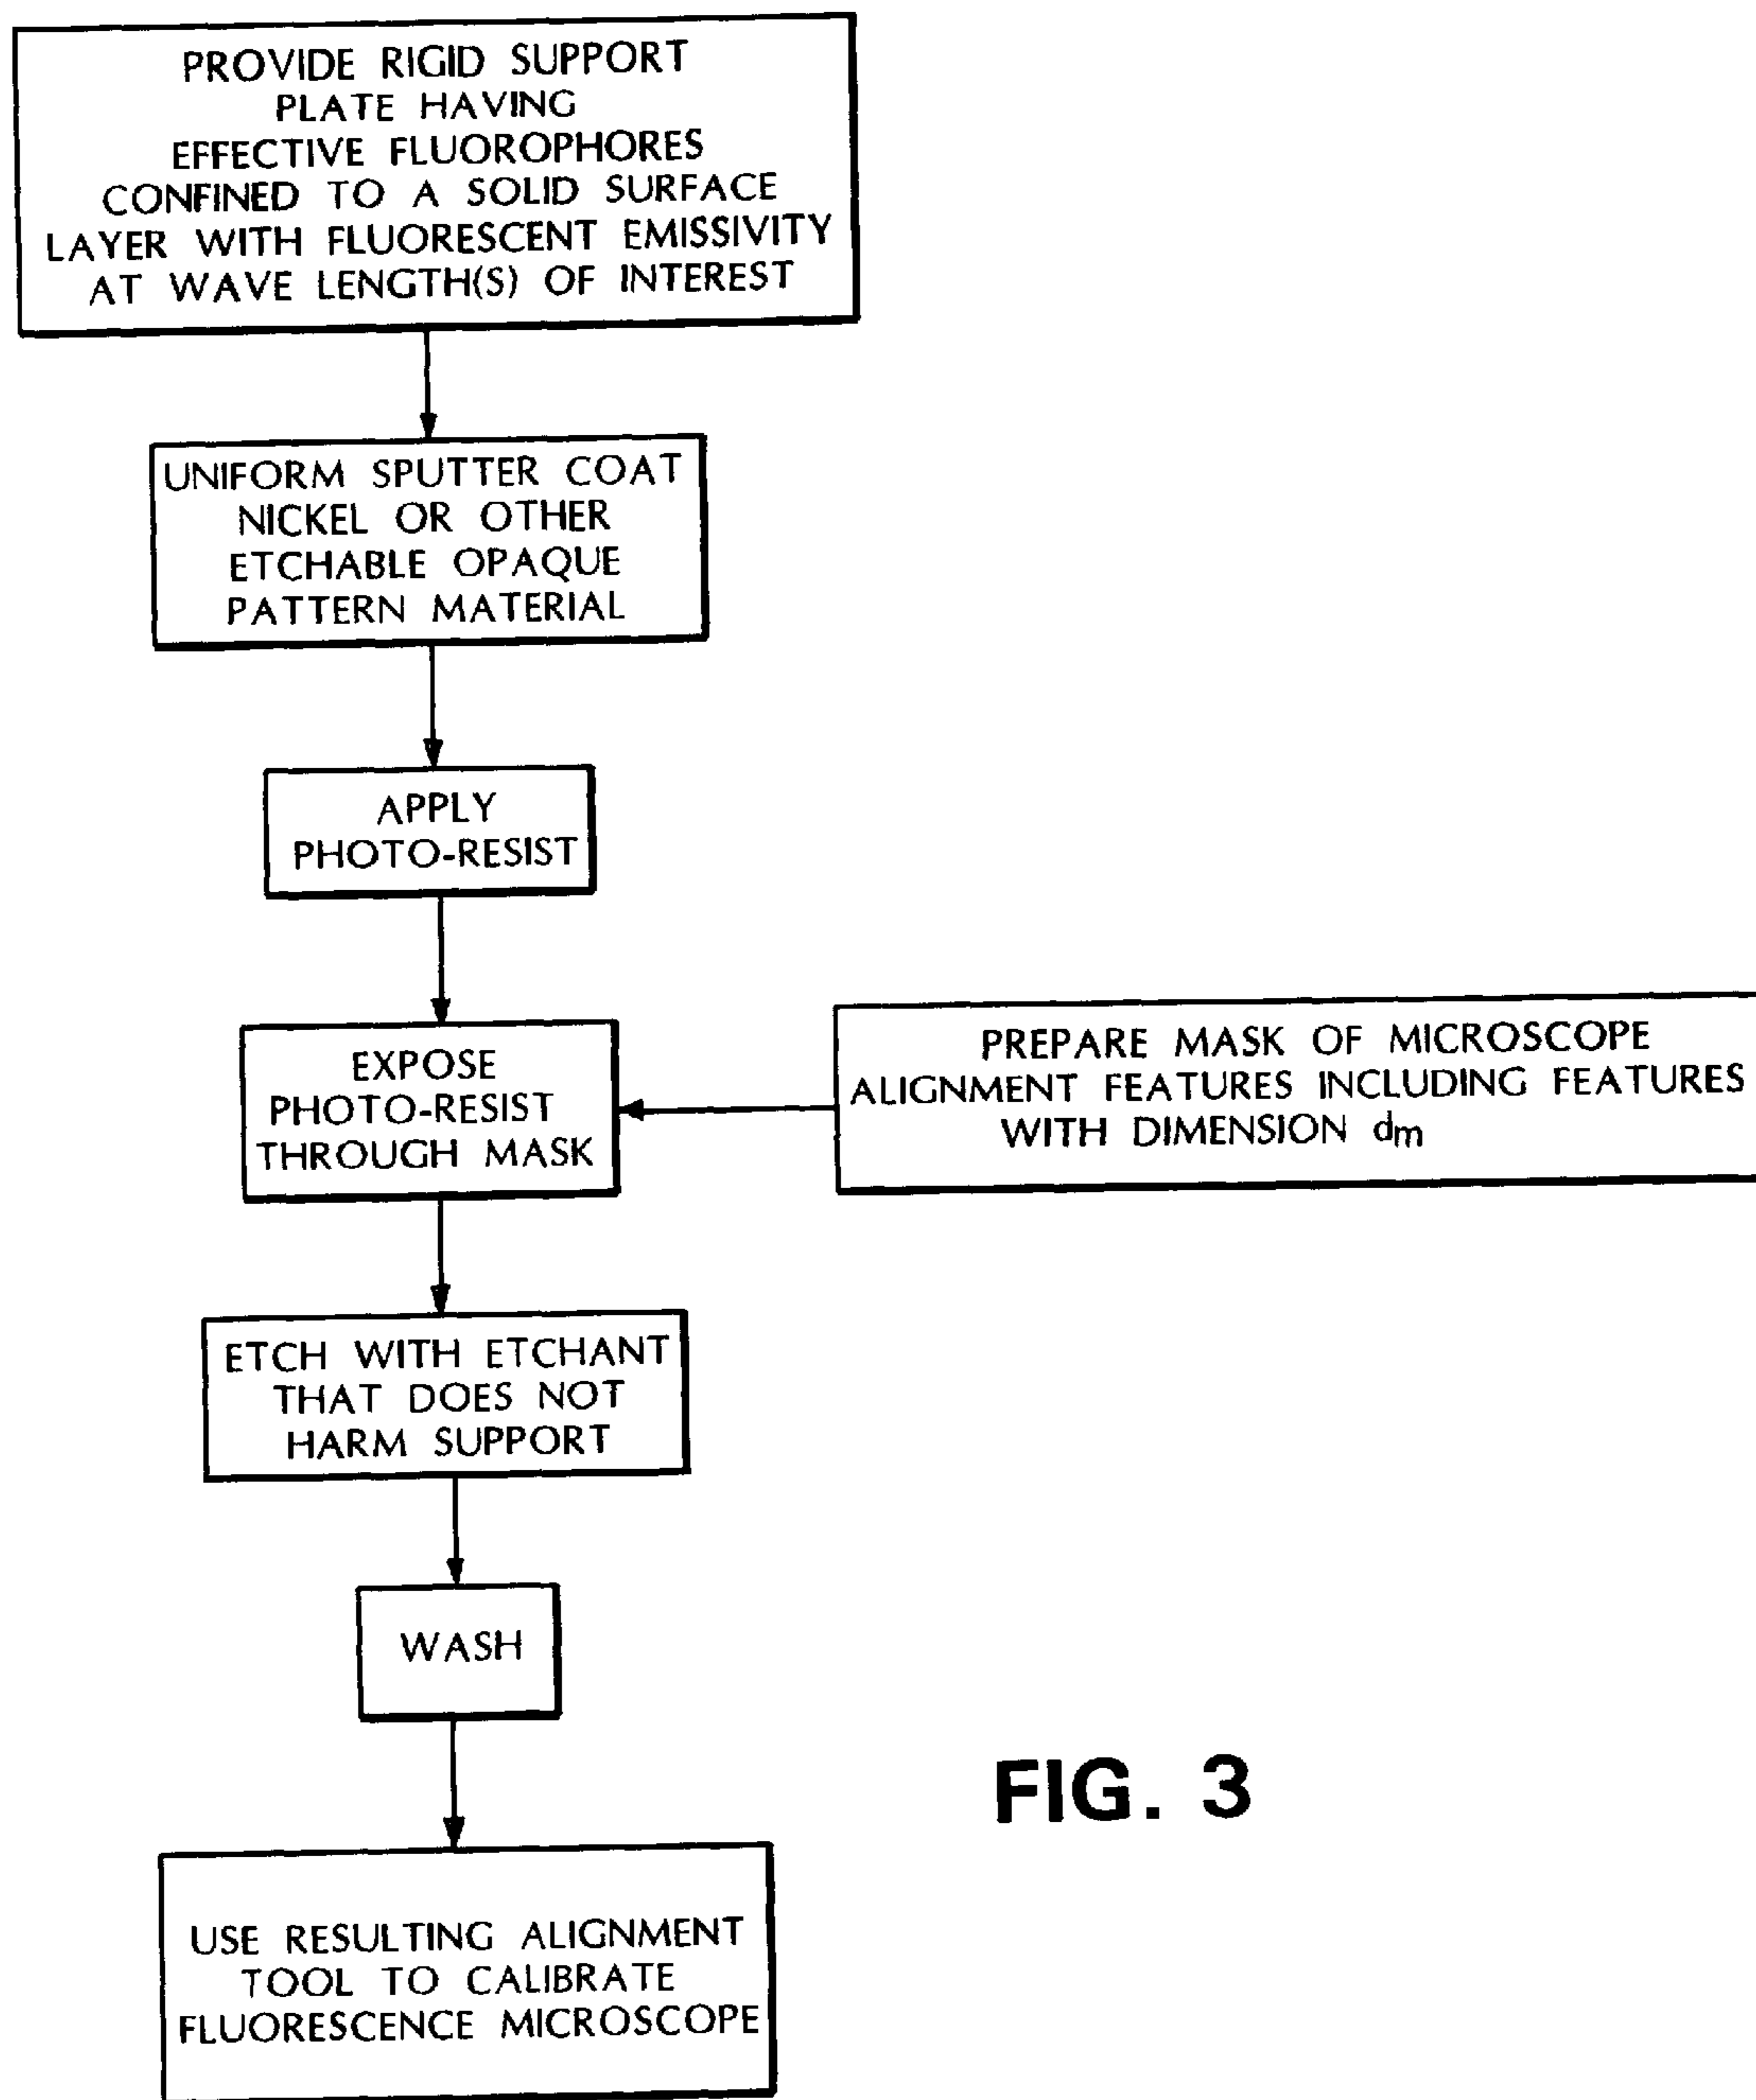 PROVIDE RIGID SUPPORT
PLATE HAVING
EFFECTIVE FLUOROPHORES
CONFINED TO A SOLID SURFACE
LAYER WITH FLUORESCENT EMISSIVITY
AT WAVE LENGTH(S) OF INTEREST
UNIFORM SPUTTER COAT
NICKEL OR OTHER
ETCHABLE OPAQUE
PATTERN MATERIAL
APPLY
PHOTO-RESIST
EXPOSE
PHOTO-RESIST
THROUGH MASK
PREPARE MASK OF MICROSCOPE
ALIGNMENT FEATURES INCLUDING FEATURES
WITH DIMENSION dm
ETCH WITH ETCHANT
THAT DOES NOT
HARM SUPPORT
WASH
USE RESULTING ALIGNMENT
TOOL TO CALIBRATE
FLUORESCENCE MICROSCOPE
FIG. 3